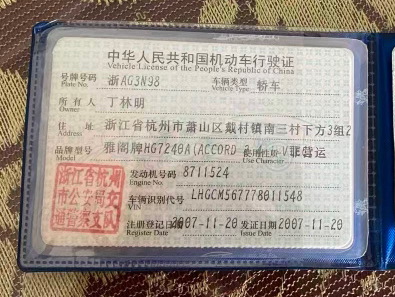 中华人民共和国机动车行驶证
Vehicle License of the People's Republic of China
号牌号码 浙AG3N98 车辆类型 轿车
Plate No. Vehicle Type
所有人 丁林明
Owner
住址 浙江省杭州市萧山区戴村镇南三村下方3组2
Address
品牌型号 雅阁牌HG7240A(ACCORD 使用性质 非营运
Model Use Character
浙江省杭州
市公安局交
通警察支队
发动机号码 8711524
Engine No.
车辆识别代号 LHGCM567778011548
VIN
注册登记日期 2007-11-20 发证日期 2007-11-20
Register Date Issue Date